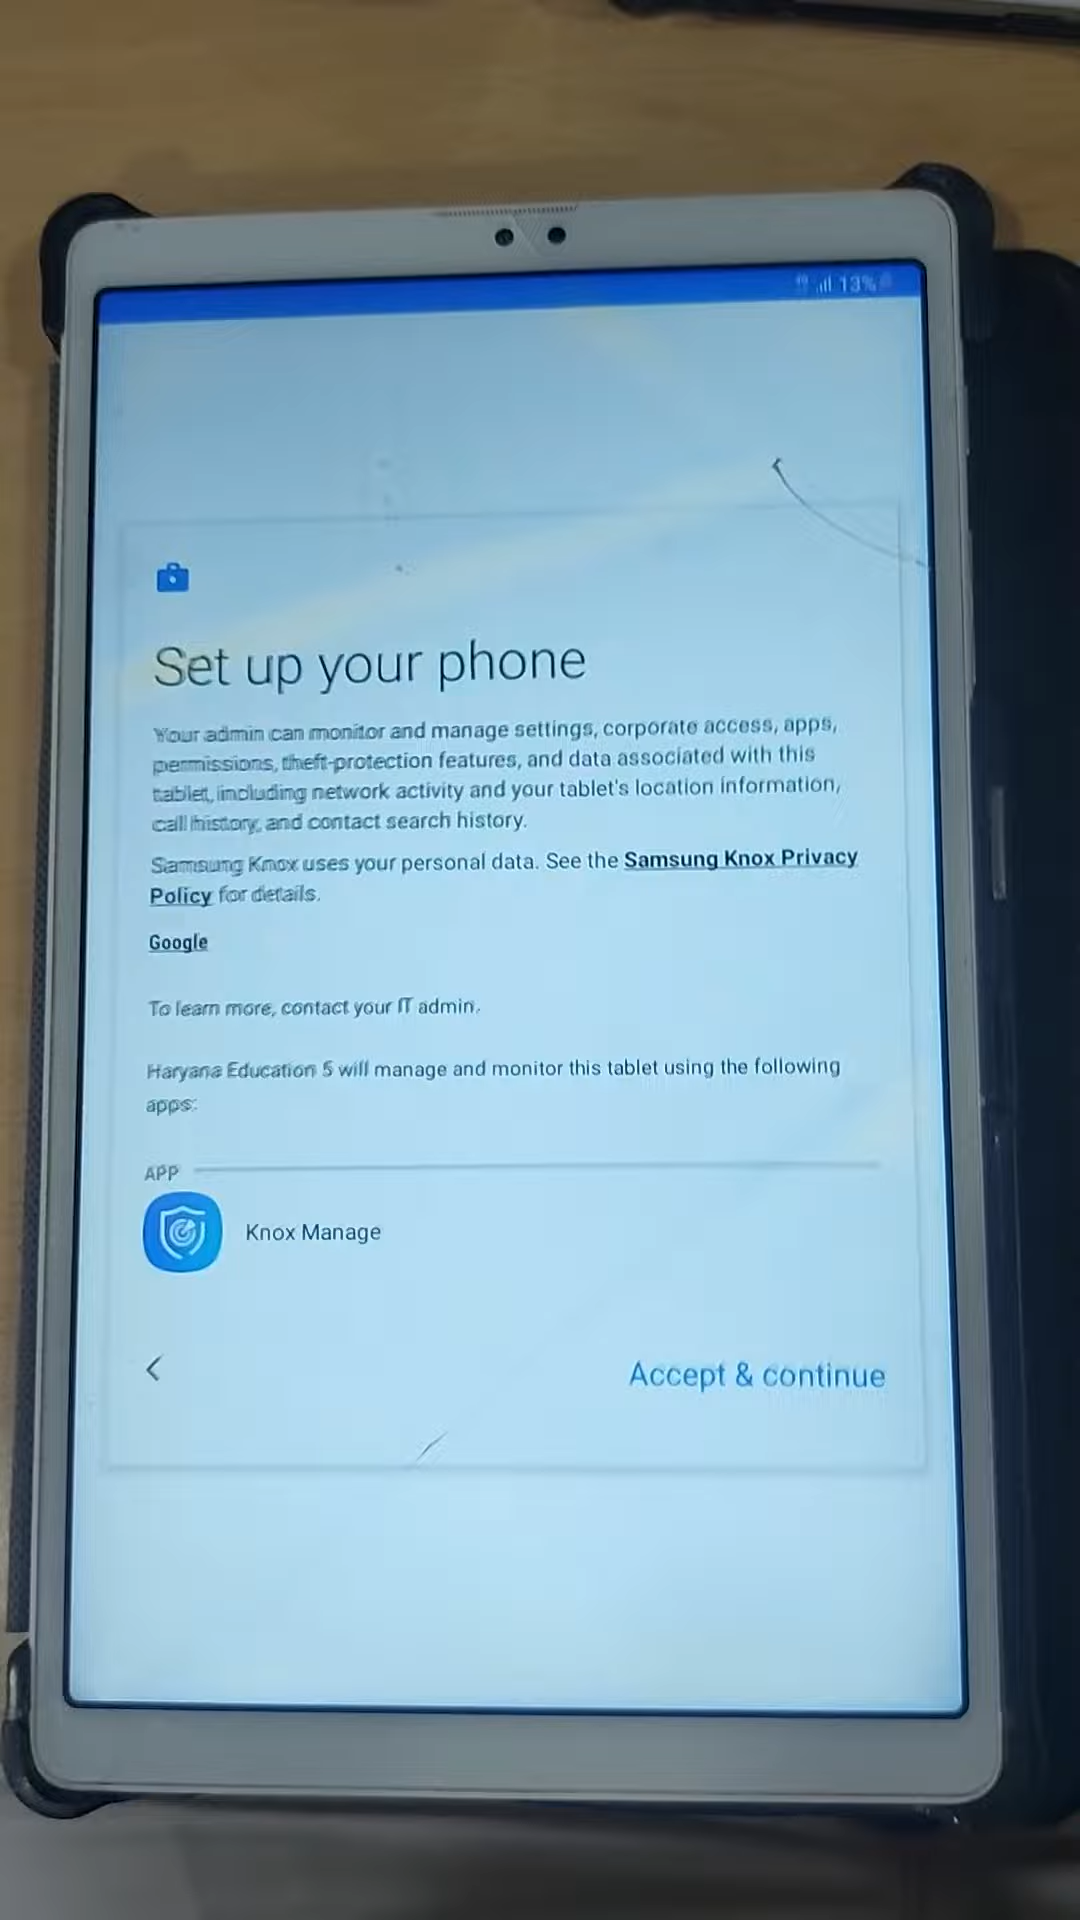 13%
Set up your phone
Your admin can monitor and manage settings, corporate access, apps,
permissions, theft-protection features, and data associated with this
tablet, including network activity and your tablet's location information,
call history, and contact search history.
Samsung Knox uses your personal data. See the Samsung Knox Privacy
Policy for details.
Google
To learn more, contact your IT admin.
Haryana Education 5 will manage and monitor this tablet using the following
apps:
APP
Knox Manage
Accept & continue